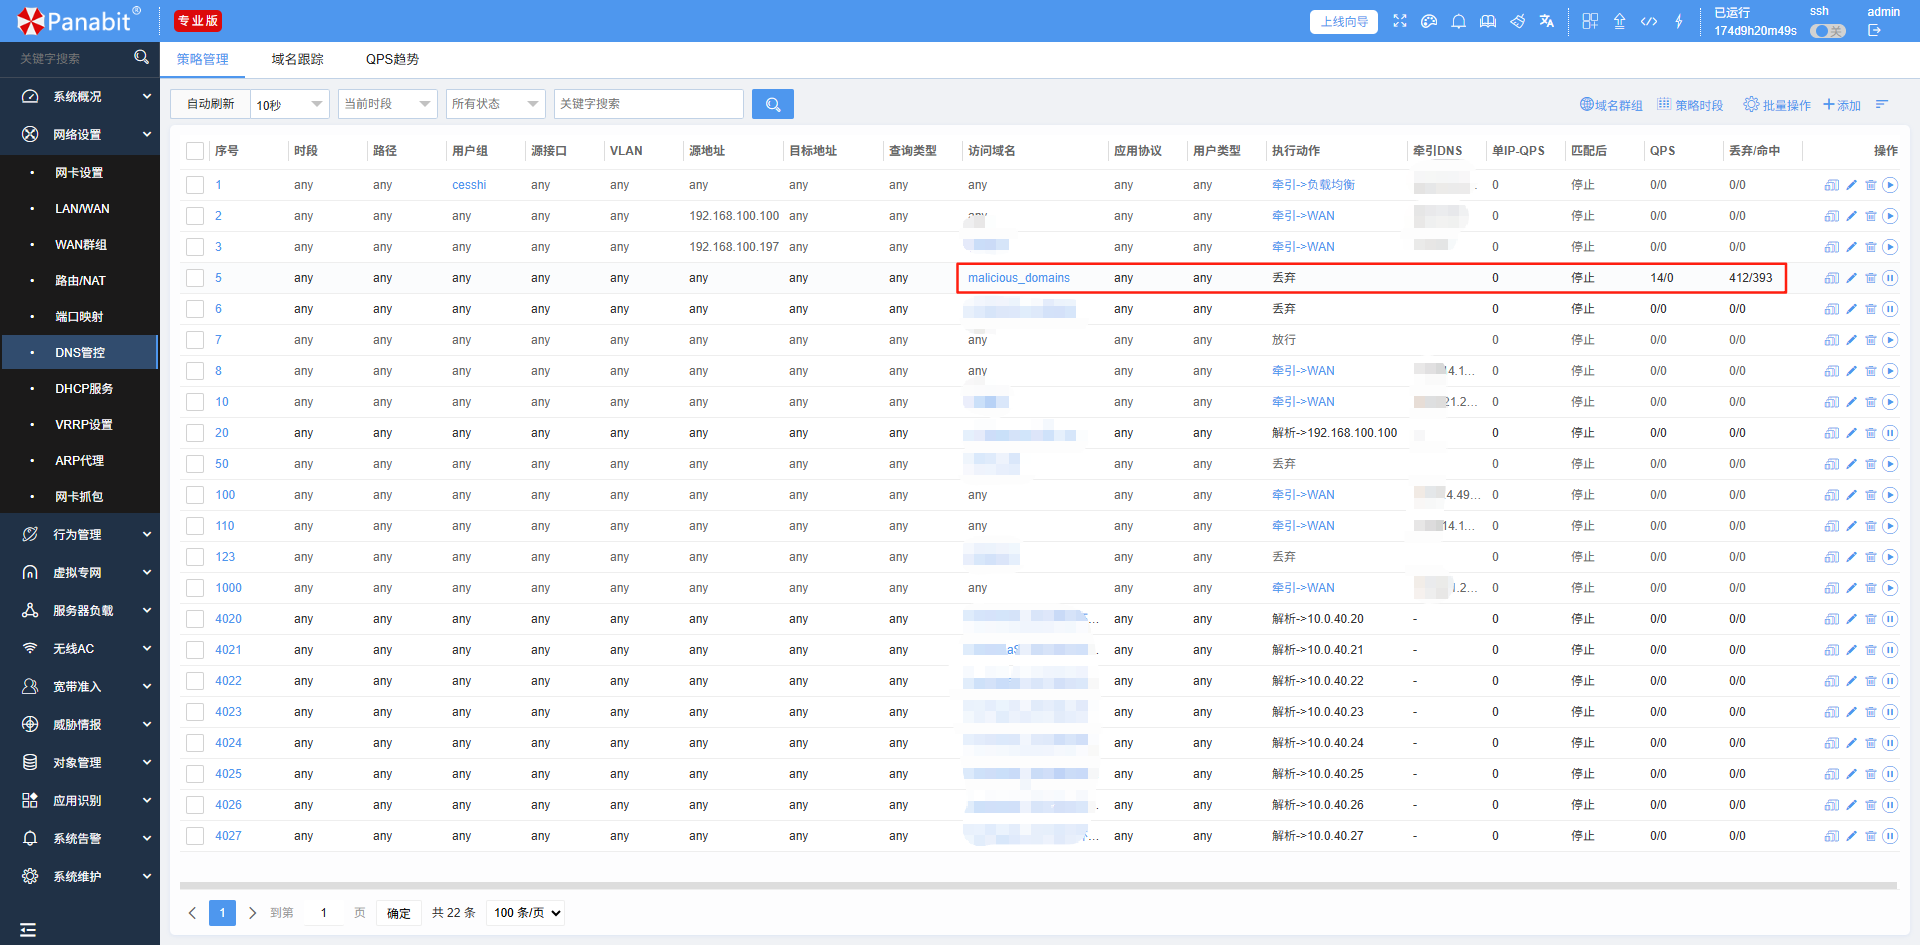 Panabit® 专业版 上线向导 已运行 174d9h20m49s ssh 关 admin
关键字搜索
系统概况
网络设置
网卡设置
LAN/WAN
WAN群组
路由/NAT
端口映射
DNS管控
DHCP服务
VRRP设置
ARP代理
网卡抓包
行为管理
虚拟专网
服务器负载
无线AC
宽带准入
威胁情报
对象管理
应用识别
系统告警
系统维护
策略管理 域名跟踪 QPS趋势
自动刷新 10秒 当前时段 所有状态 关键字搜索 域名群组 策略时段 批量操作 添加
序号 时段 路径 用户组 源接口 VLAN 源地址 目标地址 查询类型 访问域名 应用协议 用户类型 执行动作 牵引DNS 单IP-QPS 匹配后 QPS 丢弃/命中 操作
1 any any cesshi any any any any any any any any 牵引->负载均衡 0 停止 0/0 0/0
2 any any any any any 192.168.100.100 any any any any any 牵引->WAN 0 停止 0/0 0/0
3 any any any any any 192.168.100.197 any any any any 牵引->WAN 0 停止 0/0 0/0
5 any any any any any any any any malicious_domains any any 丢弃 0 停止 14/0 412/393
6 any any any any any any any any any any 丢弃 0 停止 0/0 0/0
7 any any any any any any any any any any any 放行 0 停止 0/0 0/0
8 any any any any any any any any any any any 牵引->WAN 14.1... 0 停止 0/0 0/0
10 any any any any any any any any any any 牵引->WAN 21.2... 0 停止 0/0 0/0
20 any any any any any any any any any any 解析->192.168.100.100 0 停止 0/0 0/0
50 any any any any any any any any any any 丢弃 0 停止 0/0 0/0
100 any any any any any any any any any any any 牵引->WAN 4.49... 0 停止 0/0 0/0
110 any any any any any any any any any any any 牵引->WAN 14.1... 0 停止 0/0 0/0
123 any any any any any any any any any any 丢弃 0 停止 0/0 0/0
1000 any any any any any any any any any any any 牵引->WAN .2... 0 停止 0/0 0/0
4020 any any any any any any any any ... any any 解析->10.0.40.20 - 0 停止 0/0 0/0
4021 any any any any any any any any any any 解析->10.0.40.21 - 0 停止 0/0 0/0
4022 any any any any any any any any any any 解析->10.0.40.22 - 0 停止 0/0 0/0
4023 any any any any any any any any any any 解析->10.0.40.23 - 0 停止 0/0 0/0
4024 any any any any any any any any any any 解析->10.0.40.24 - 0 停止 0/0 0/0
4025 any any any any any any any any any any 解析->10.0.40.25 - 0 停止 0/0 0/0
4026 any any any any any any any any any any 解析->10.0.40.26 - 0 停止 0/0 0/0
4027 any any any any any any any any ... any any 解析->10.0.40.27 - 0 停止 0/0 0/0
1 到第 1 页 确定 共 22 条 100 条/页